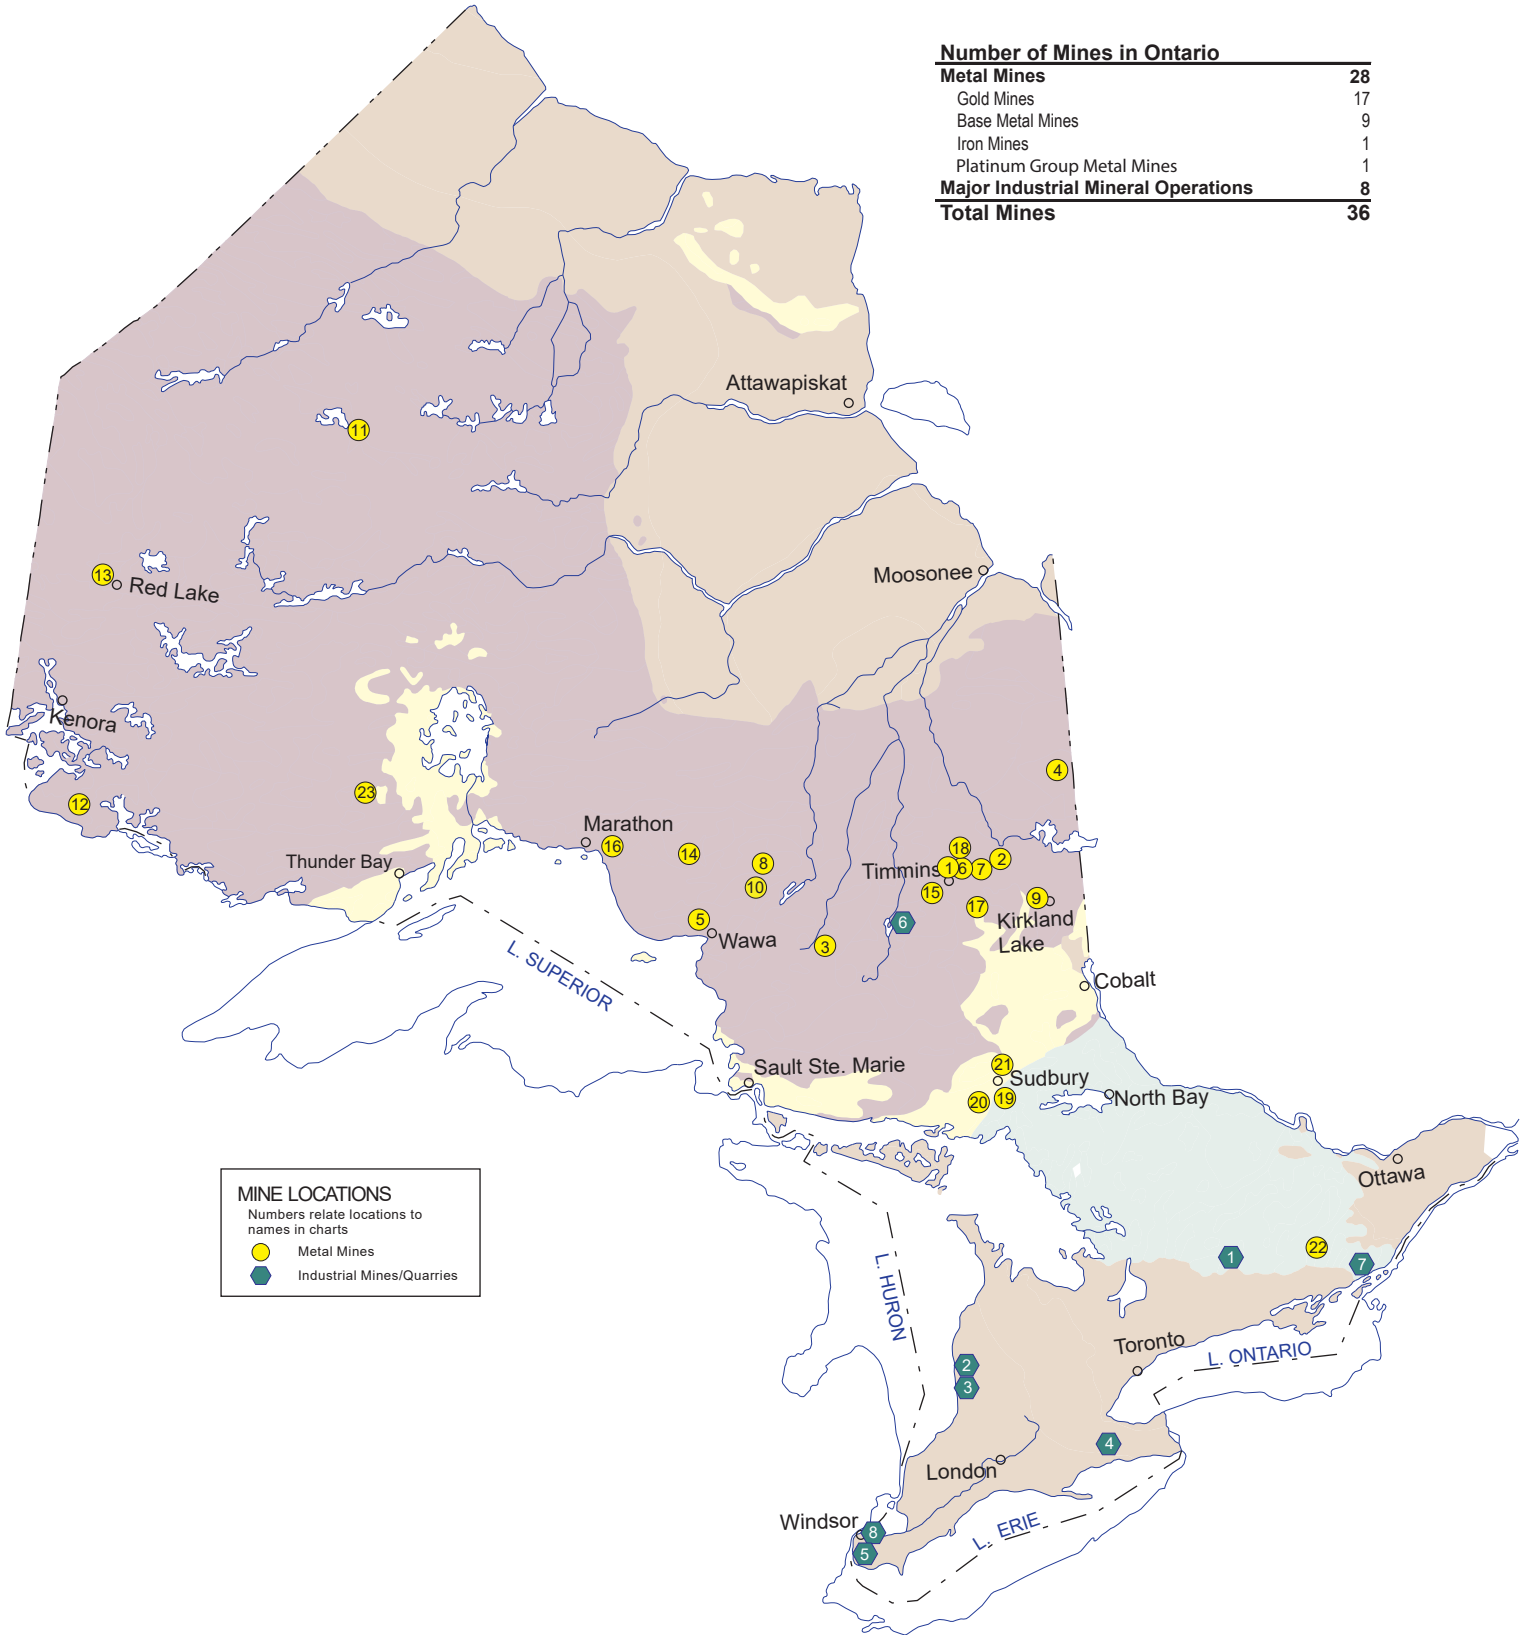 Number of Mines in Ontario
Metal Mines 28
Gold Mines 17
Base Metal Mines 9
Iron Mines 1
Platinum Group Metal Mines 1
Major Industrial Mineral Operations 8
Total Mines 36
Attawapiskat
11
Moosonee
13
Red Lake
Kenora
4
23
12
Marathon
16
14
8
10
18
2
Timmins
1
6
7
15
17
9
Kirkland
Lake
6
Thunder Bay
5
Wawa
3
L. SUPERIOR
Cobalt
21
Sault Ste. Marie
Sudbury
20
19
North Bay
Ottawa
MINE LOCATIONS
Numbers relate locations to
names in charts
Metal Mines
Industrial Mines/Quarries
1
22
7
L. HURON
2
3
Toronto
L. ONTARIO
4
London
Windsor
8
5
L. ERIE